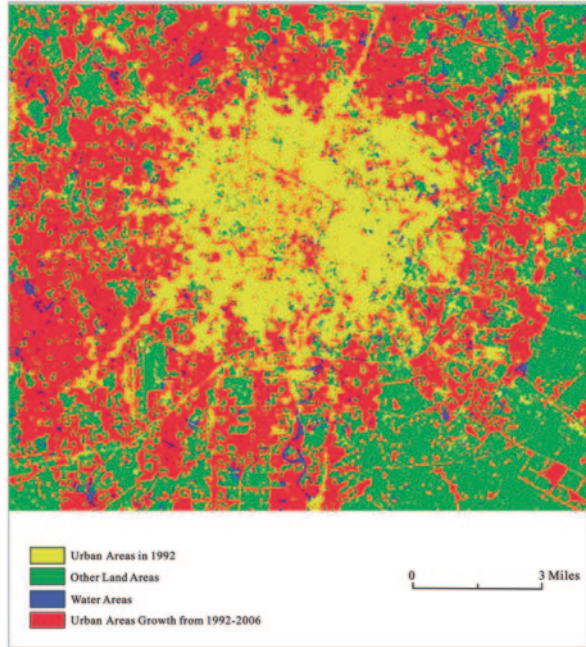 Urban Areas in 1992
Other Land Areas
Water Areas
Urban Areas Growth from 1992-2006
0 3 Miles